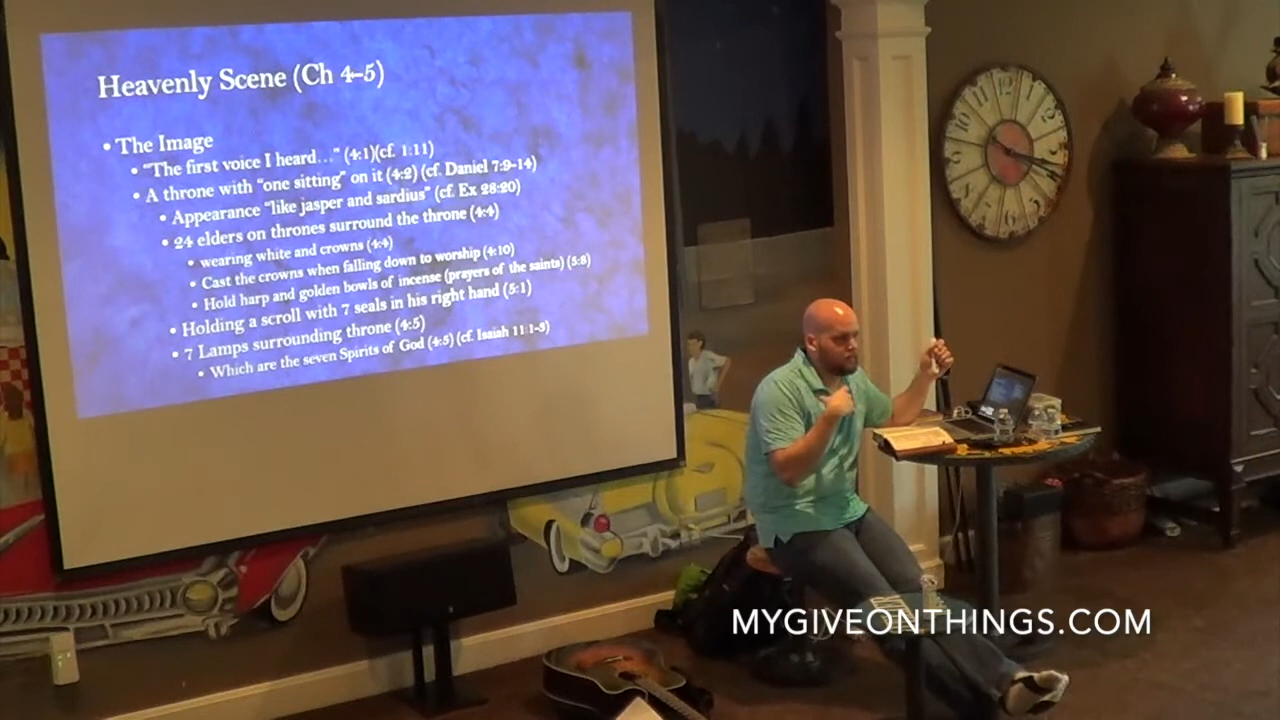 Heavenly Scene (Ch 4-5)
• The Image
• "The first voice I heard…" (4:1)(cf. 1:11)
• A throne with "one sitting" on it (4:2) (cf. Daniel 7:9-14)
• Appearance "like jasper and sardius" (cf. Ex 28:20)
• 24 elders on thrones surround the throne (4:4)
• wearing white and crowns (4:4)
• Cast the crowns when falling down to worship (4:10)
• Hold harp and golden bowls of incense (prayers of the saints) (5:8)
• Holding a scroll with 7 seals in his right hand (5:1)
• 7 Lamps surrounding throne (4:5)
• Which are the seven Spirits of God (4:5) (cf. Isaiah 11:1-3)
MYGIVEONTHINGS.COM